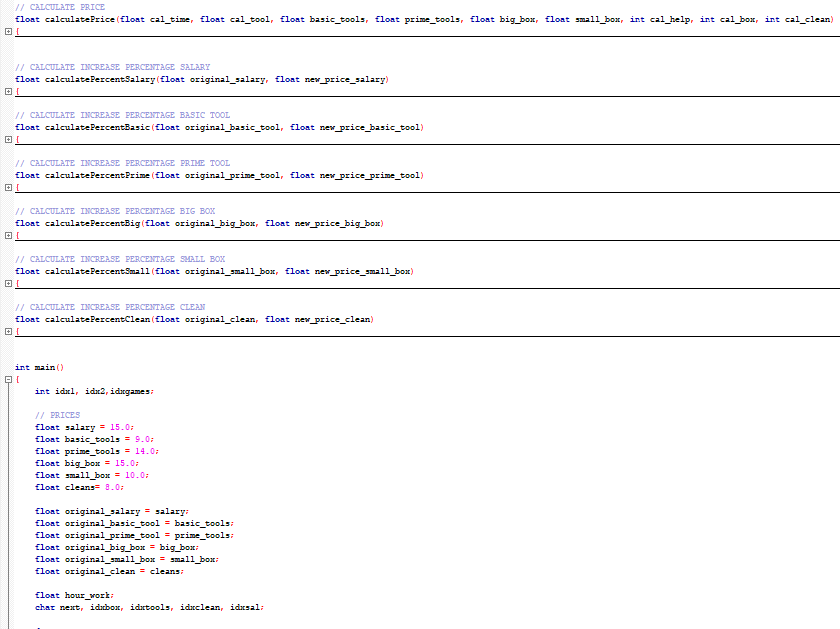 // CALCULATE PRICE
float calculatePrice(float cal_time, float cal_tool, float basic_tools, float prime_tools, float big_box, float small_box, int cal_help, int cal_box, int cal_clean)
{
// CALCULATE INCREASE PERCENTAGE SALARY
float calculatePercentSalary(float original_salary, float new_price_salary)
{
// CALCULATE INCREASE PERCENTAGE BASIC TOOL
float calculatePercentBasic(float original_basic_tool, float new_price_basic_tool)
{
// CALCULATE INCREASE PERCENTAGE PRIME TOOL
float calculatePercentPrime(float original_prime_tool, float new_price_prime_tool)
{
// CALCULATE INCREASE PERCENTAGE BIG BOX
float calculatePercentBig(float original_big_box, float new_price_big_box)
{
// CALCULATE INCREASE PERCENTAGE SMALL BOX
float calculatePercentSmall(float original_small_box, float new_price_small_box)
{
// CALCULATE INCREASE PERCENTAGE CLEAN
float calculatePercentClean(float original_clean, float new_price_clean)
{
int main()
{
int idx1, idx2,idxgames;
// PRICES
float salary = 15.0;
float basic_tools = 9.0;
float prime_tools = 14.0;
float big_box = 15.0;
float small_box = 10.0;
float cleans= 8.0;
float original_salary = salary;
float original_basic_tool = basic_tools;
float original_prime_tool = prime_tools;
float original_big_box = big_box;
float original_small_box = small_box;
float original_clean = cleans;
float hour_work;
char next, idxbox, idxtools, idxclean, idxsal;